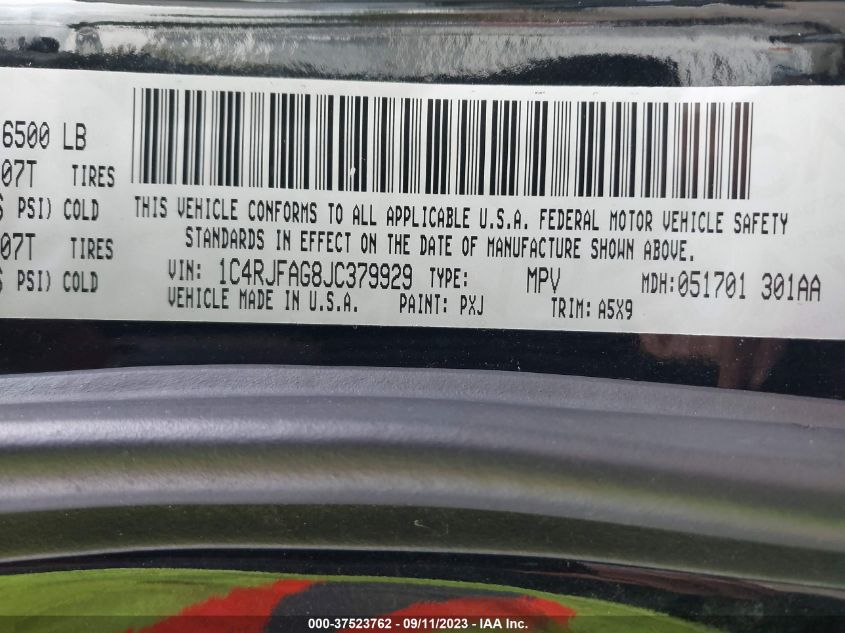 6500 LB
07T TIRES
PSI) COLD
07T TIRES
PSI) COLD
THIS VEHICLE CONFORMS TO ALL APPLICABLE U.S.A. FEDERAL MOTOR VEHICLE SAFETY
STANDARDS IN EFFECT ON THE DATE OF MANUFACTURE SHOWN ABOVE.
VIN: 1C4RJFAG8JC379929 TYPE: MPV MDH:051701 301AA
VEHICLE MADE IN U.S.A. PAINT: PXJ TRIM: A5X9
000-37523762 - 09/11/2023 - IAA Inc.